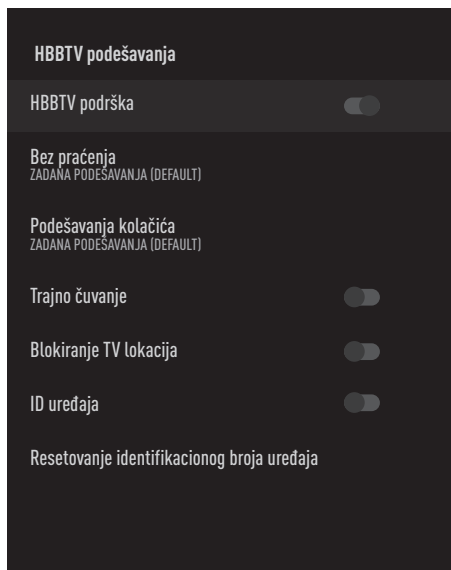 HBBTV podešavanja
HBBTV podrška
Bez praćenja
ZADANA PODEŠAVANJA (DEFAULT)
Podešavanja kolačića
ZADANA PODEŠAVANJA (DEFAULT)
Trajno čuvanje
Blokiranje TV lokacija
ID uređaja
Resetovanje identifikacionog broja uređaja